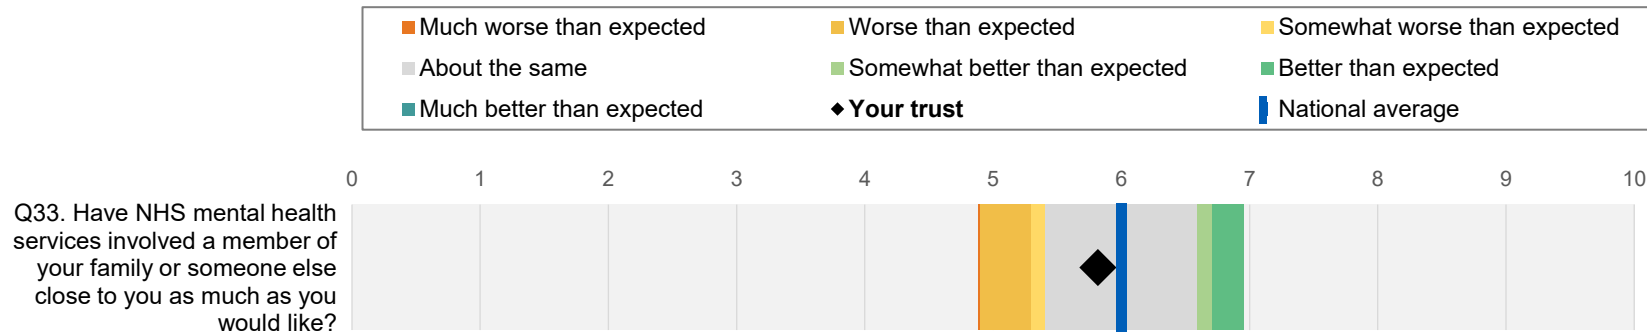 Much worse than expected
Worse than expected
Somewhat worse than expected
About the same
Somewhat better than expected
Better than expected
Much better than expected
Your trust
National average
0 1 2 3 4 5 6 7 8 9 10
Q33. Have NHS mental health
services involved a member of
your family or someone else
close to you as much as you
would like?